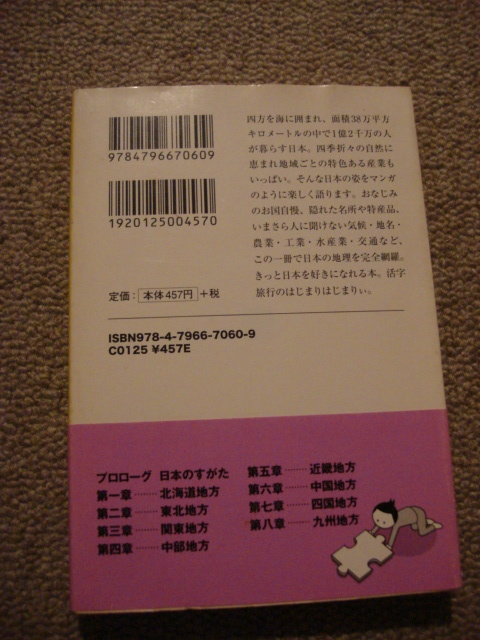 9784796670609
1920125004570
定価：本体457円＋税
ISBN978-4-7966-7060-9
C0125 ¥457E
四方を海に囲まれ、面積38万平方
キロメートルの中で1億2千万の人
が暮らす日本。四季折々の自然に
恵まれ地域ごとの特色ある産業も
いっぱい。そんな日本の姿をマンガ
のように楽しく語ります。おなじみ
のお国自慢、隠れた名所や特産品、
いまさら人に聞けない気候・地名・
農業・工業・水産業・交通など、
この一冊で日本の地理を完全網羅。
きっと日本を好きになれる本。活字
旅行のはじまりはじまりぃ。
プロローグ 日本のすがた
第一章……北海道地方
第二章……東北地方
第三章……関東地方
第四章……中部地方
第五章……近畿地方
第六章……中国地方
第七章……四国地方
第八章……九州地方